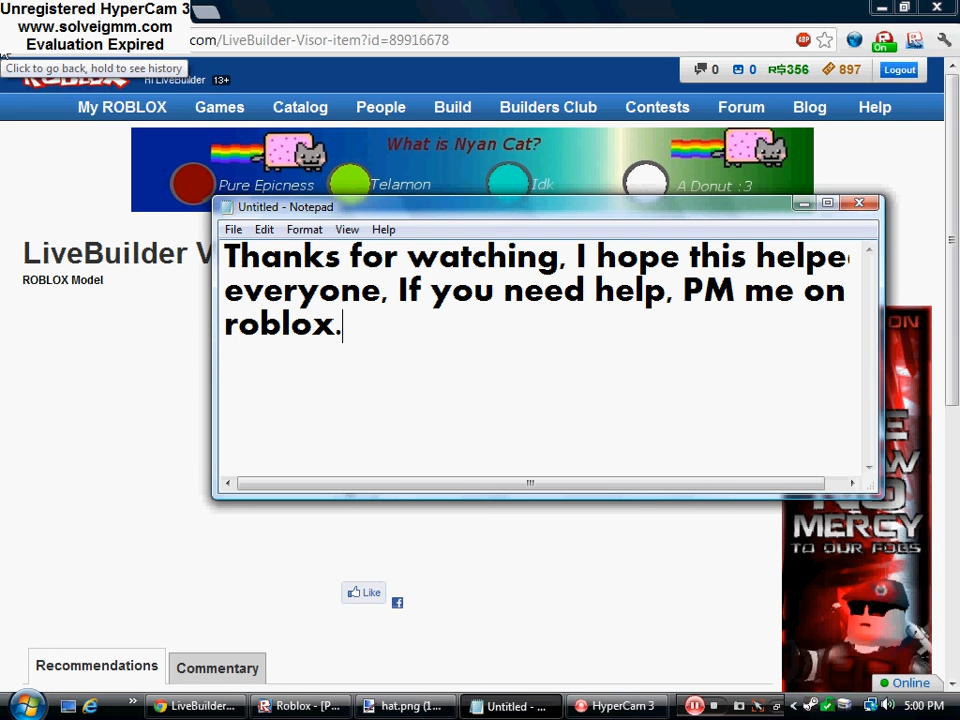 Unregistered HyperCam 3
www.solveigmm.com
Evaluation Expired
com/LiveBuilder-Visor-item?id=89916678
ABP
On
Click to go back, hold to see history
Hi LiveBuilder 13+
0 0 R$356 897 Logout
My ROBLOX Games Catalog People Build Builders Club Contests Forum Blog Help
What is Nyan Cat?
Pure Epicness Telamon Idk A Donut :3
Untitled - Notepad
File Edit Format View Help
LiveBuilder V
ROBLOX Model
Thanks for watching, I hope this helpe
everyone, If you need help, PM me on
roblox.
NO
MERCY
TO OUR FOES
Like
Recommendations Commentary
Online
LiveBuilder... Roblox - [P... hat.png (1... Untitled - ... HyperCam 3 5:00 PM